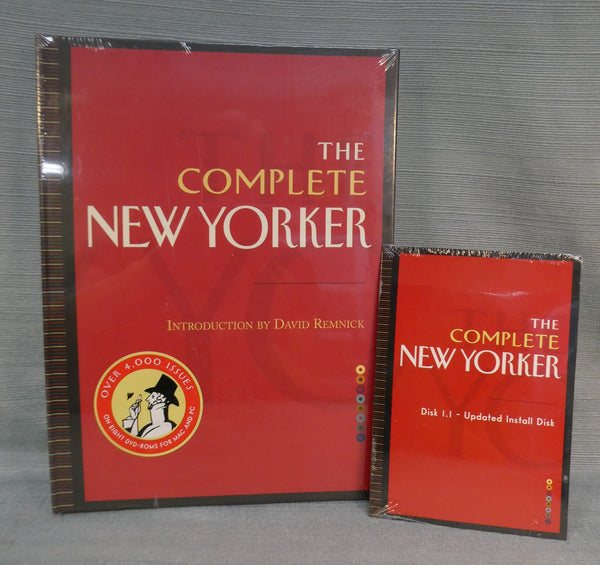 THE
COMPLETE
NEW YORKER
INTRODUCTION BY DAVID REMNICK
OVER 4,000 ISSUES
ON EIGHT DVD-ROMS FOR MAC AND PC
THE
COMPLETE
NEW YORKER
Disk 1.1 - Updated Install Disk